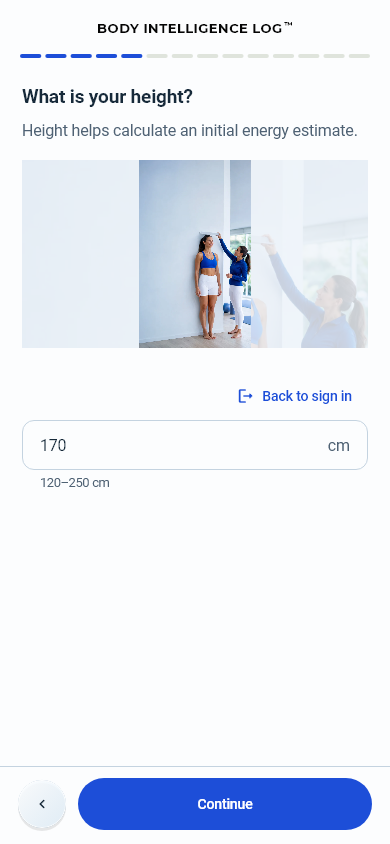 BODY INTELLIGENCE LOG™
What is your height?
Height helps calculate an initial energy estimate.
Back to sign in
170 cm
120–250 cm
Continue